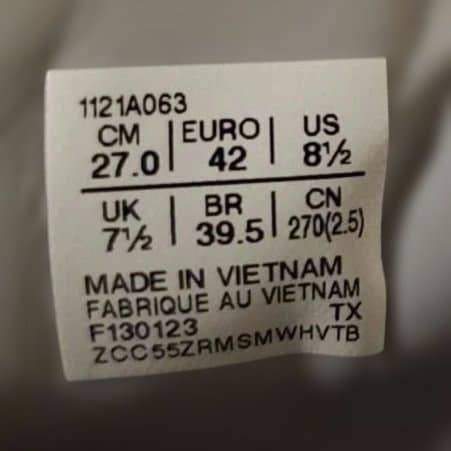 1121A063
CM | EURO | US
27.0 | 42 | 8½
UK | BR | CN
7½ | 39.5 | 270(2.5)
MADE IN VIETNAM
FABRIQUE AU VIETNAM
F130123 TX
ZCC55ZRMSMWHVTB